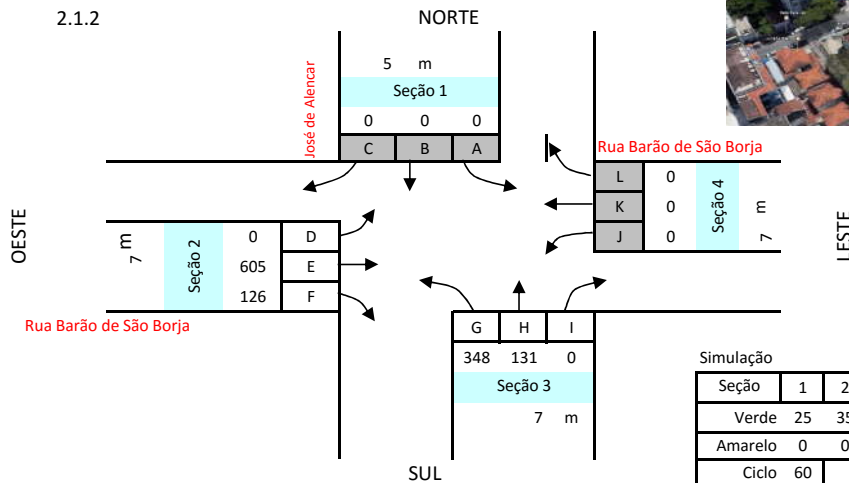 2.1.2
NORTE
5 m
Seção 1
José de Alencar
0 0 0
C B A
Rua Barão de São Borja
L 0
K 0
J 0
Seção 4
7 m
LESTE
OESTE
7 m
Seção 2
0 D
605 E
126 F
Rua Barão de São Borja
G H I
348 131 0
Seção 3
7 m
SUL
Simulação
Seção 1 2
Verde 25 35
Amarelo 0 0
Ciclo 60